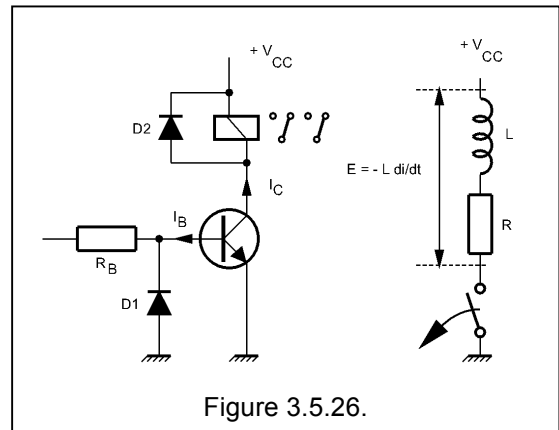 + V CC
D2
I C
I B
R B
D1
+ V CC
L
E = - L di/dt
R
Figure 3.5.26.